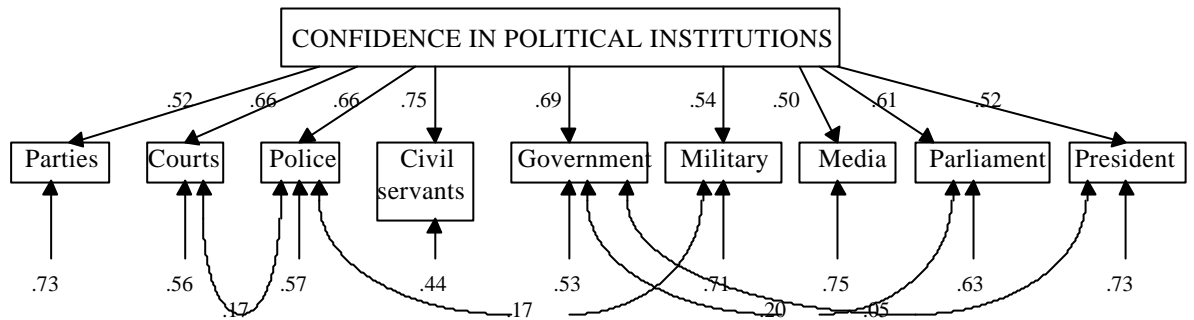 CONFIDENCE IN POLITICAL INSTITUTIONS
.52 .66 .66 .75 .69 .54 .50 .61 .52
Parties Courts Police Civil Government Military Media Parliament President
servants
.73 .56 .57 .44 .53 .71 .75 .63 .73
.17 .17 .20 .05